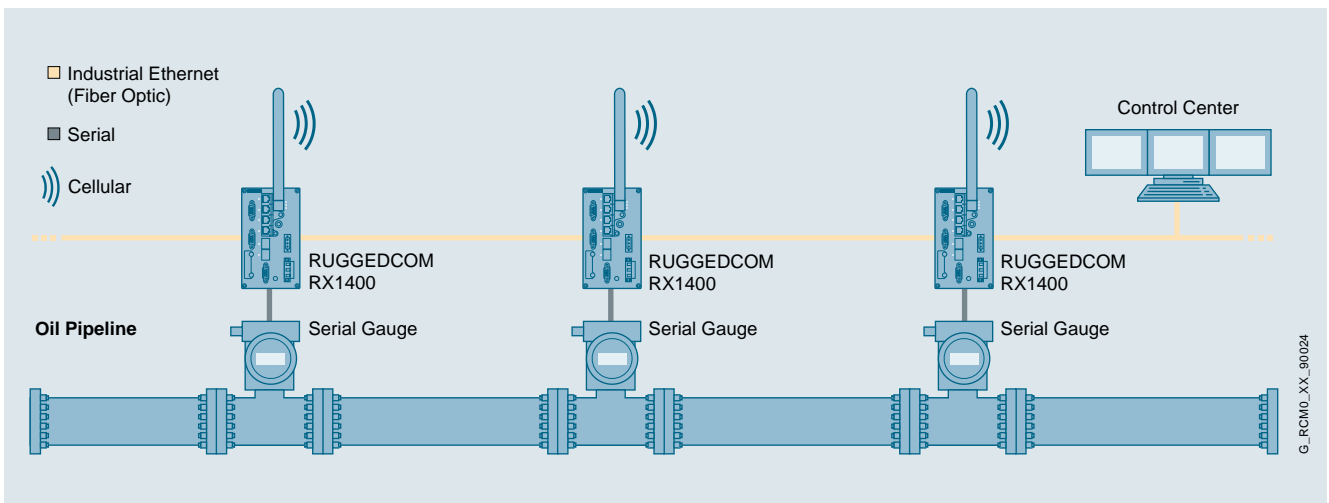 Industrial Ethernet
(Fiber Optic)
Serial
Cellular
Control Center
RUGGEDCOM
RX1400
RUGGEDCOM
RX1400
RUGGEDCOM
RX1400
Oil Pipeline
Serial Gauge
Serial Gauge
Serial Gauge
G_RCM0_XX_90024